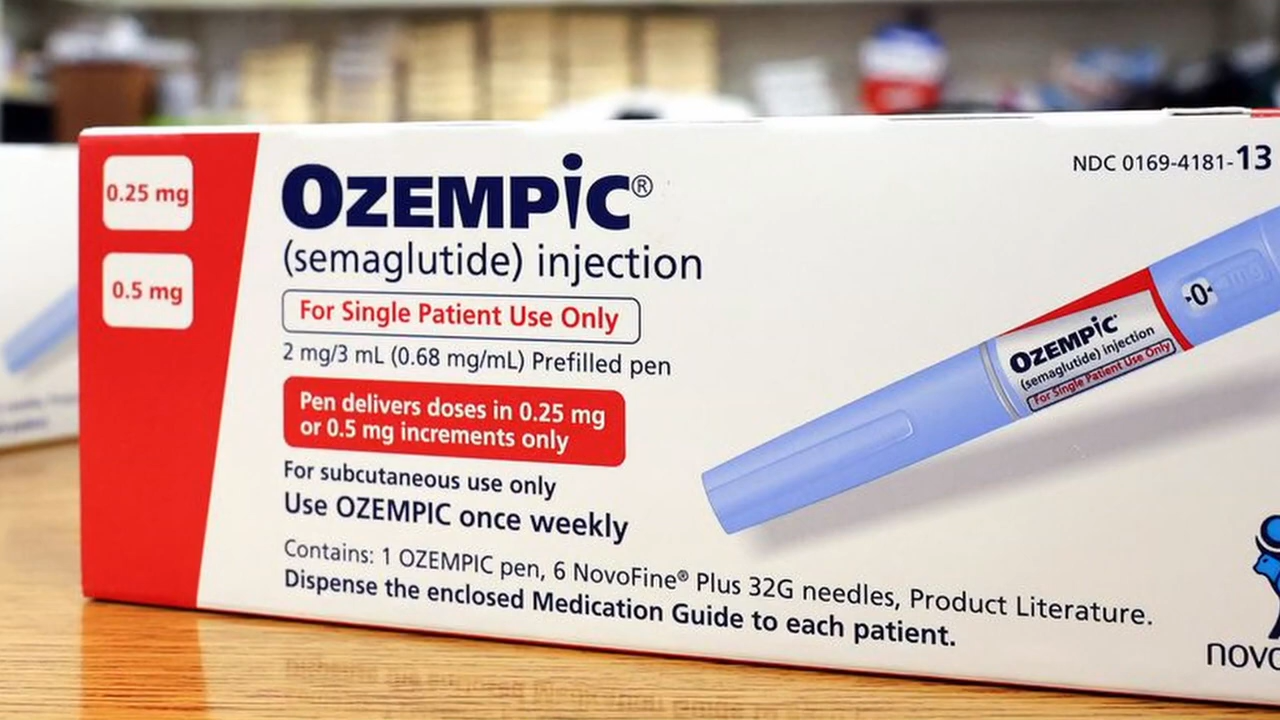 0.25 mg
0.5 mg
OZEMPIC®
(semaglutide) injection
For Single Patient Use Only
2 mg/3 mL (0.68 mg/mL) Prefilled pen
Pen delivers doses in 0.25 mg
or 0.5 mg increments only
For subcutaneous use only
Use OZEMPIC once weekly
Contains: 1 OZEMPIC pen, 6 NovoFine® Plus 32G needles, Product Literature.
Dispense the enclosed Medication Guide to each patient.
NDC 0169-4181-13
-0-
OZEMPIC®
(semaglutide) injection
For Single Patient Use Only
novo